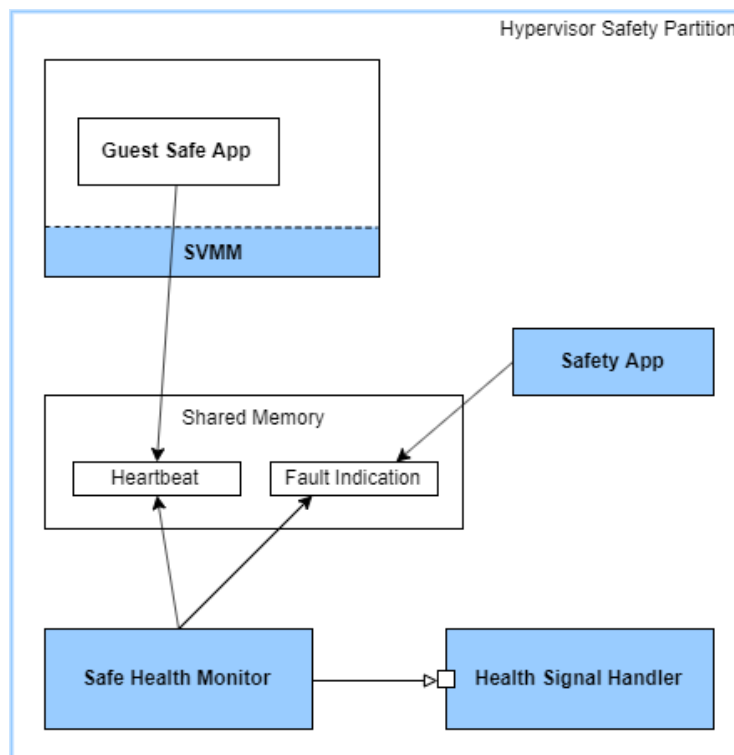 Hypervisor Safety Partition
Guest Safe App
SVMM
Safety App
Shared Memory
Heartbeat
Fault Indication
Safe Health Monitor
Health Signal Handler